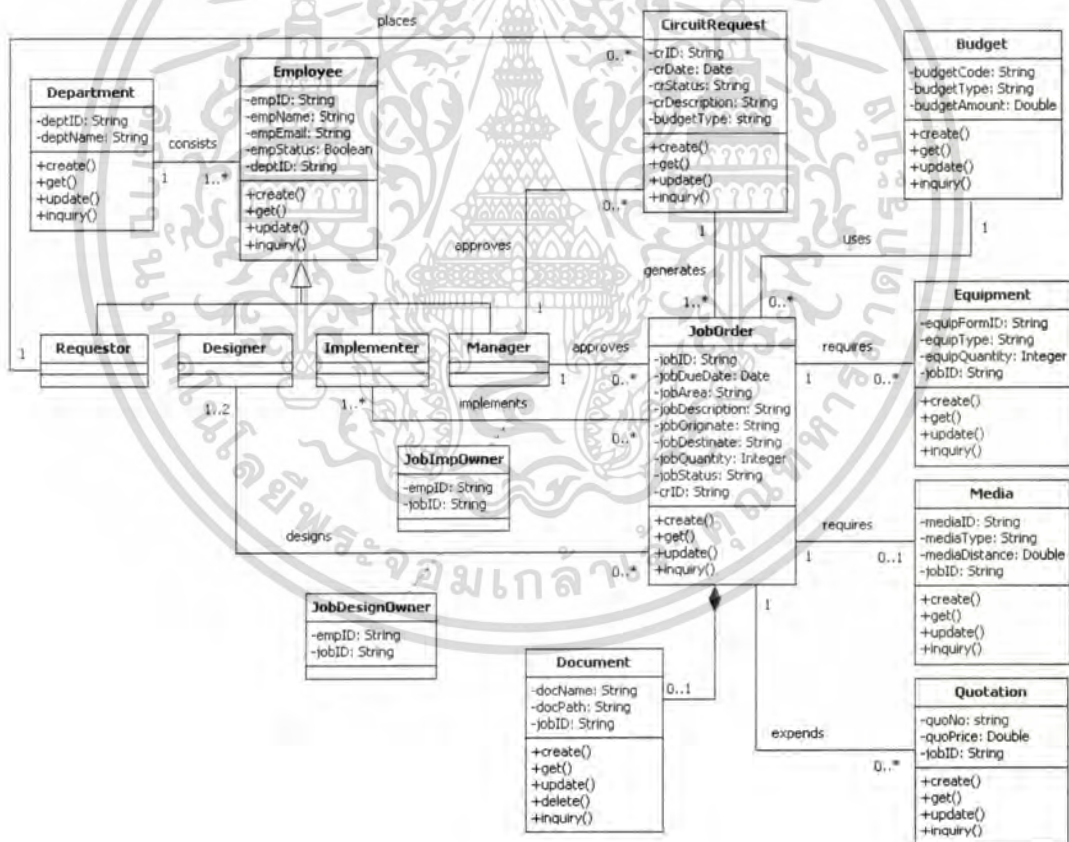 places
CircuitRequest
-crID: String
-crDate: Date
-crStatus: String
-crDescription: String
-budgetType: string
+create()
+get()
+update()
+inquiry()
0..*
0..*
1
Budget
-budgetCode: String
-budgetType: String
-budgetAmount: Double
+create()
+get()
+update()
+inquiry()
1
uses
0..*
Department
-deptID: String
-deptName: String
+create()
+get()
+update()
+inquiry()
consists
1
1..*
Employee
-empID: String
-empName: String
-empEmail: String
-empStatus: Boolean
-deptID: String
+create()
+get()
+update()
+inquiry()
approves
1
generates
1..*
Requestor
1
Designer
1..2
Implementer
1..*
Manager
approves
1
0..*
implements
0..*
JobOrder
-jobID: String
-jobDueDate: Date
-jobArea: String
-jobDescription: String
-jobOriginate: String
-jobDestinate: String
-jobQuantity: Integer
-jobStatus: String
-crID: String
+create()
+get()
+update()
+inquiry()
requires
1
0..*
Equipment
-equipFormID: String
-equipType: String
-equipQuantity: Integer
-jobID: String
+create()
+get()
+update()
+inquiry()
JobImpOwner
-empID: String
-jobID: String
designs
0..*
JobDesignOwner
-empID: String
-jobID: String
requires
1
0..1
Media
-mediaID: String
-mediaType: String
-mediaDistance: Double
-jobID: String
+create()
+get()
+update()
+inquiry()
Document
-docName: String
-docPath: String
-jobID: String
+create()
+get()
+update()
+delete()
+inquiry()
0..1
1
expends
0..*
Quotation
-quoNo: string
-quoPrice: Double
-jobID: String
+create()
+get()
+update()
+inquiry()